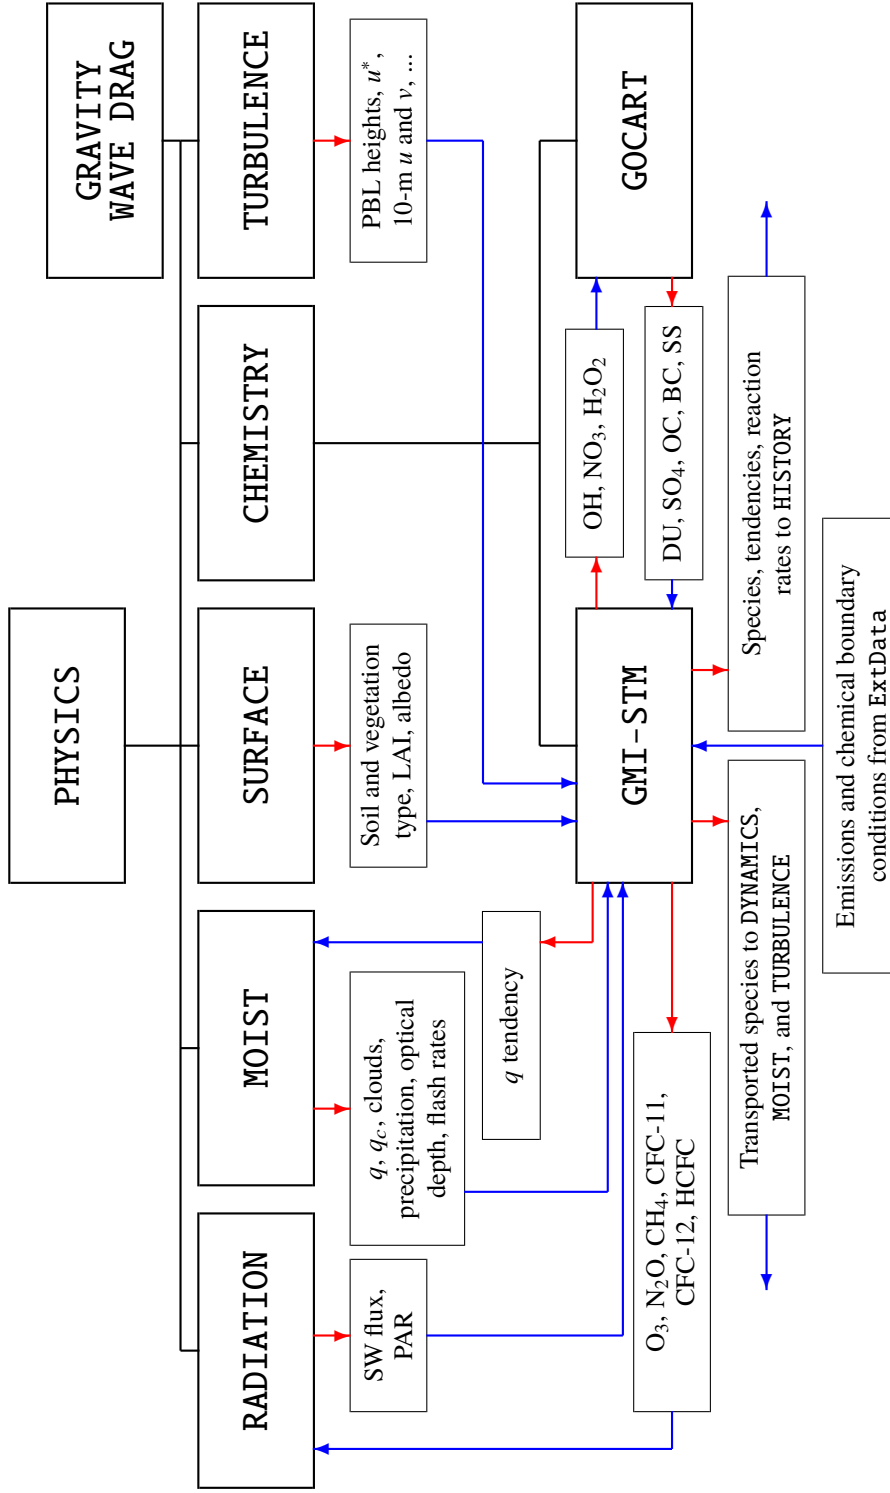 PHYSICS
GRAVITY
WAVE DRAG
RADIATION
MOIST
SURFACE
CHEMISTRY
TURBULENCE
SW flux,
PAR
q, q_c, clouds,
precipitation, optical
depth, flash rates
Soil and vegetation
type, LAI, albedo
PBL heights, u*,
10-m u and v, ...
q tendency
GMI-STM
OH, NO₃, H₂O₂
DU, SO₄, OC, BC, SS
GOCART
O₃, N₂O, CH₄, CFC-11,
CFC-12, HCFC
Transported species to DYNAMICS,
MOIST, and TURBULENCE
Species, tendencies, reaction
rates to HISTORY
Emissions and chemical boundary
conditions from ExtData